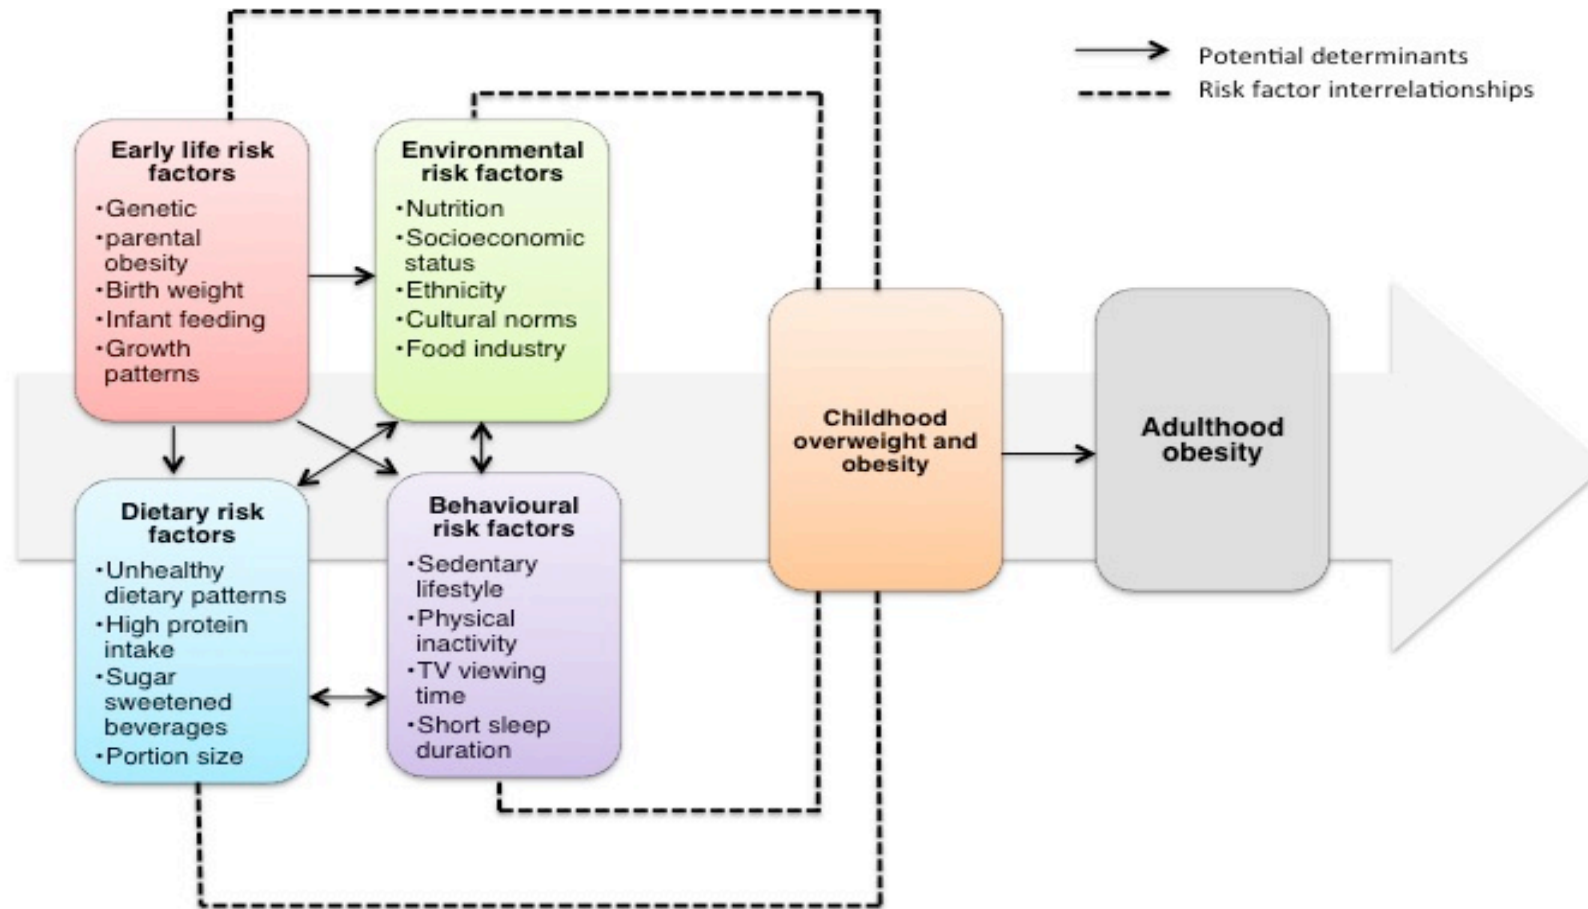 Potential determinants
Risk factor interrelationships
Early life risk
factors
•Genetic
•parental
obesity
•Birth weight
•Infant feeding
•Growth
patterns
Environmental
risk factors
•Nutrition
•Socioeconomic
status
•Ethnicity
•Cultural norms
•Food industry
Dietary risk
factors
•Unhealthy
dietary patterns
•High protein
intake
•Sugar
sweetened
beverages
•Portion size
Behavioural
risk factors
•Sedentary
lifestyle
•Physical
inactivity
•TV viewing
time
•Short sleep
duration
Childhood
overweight and
obesity
Adulthood
obesity